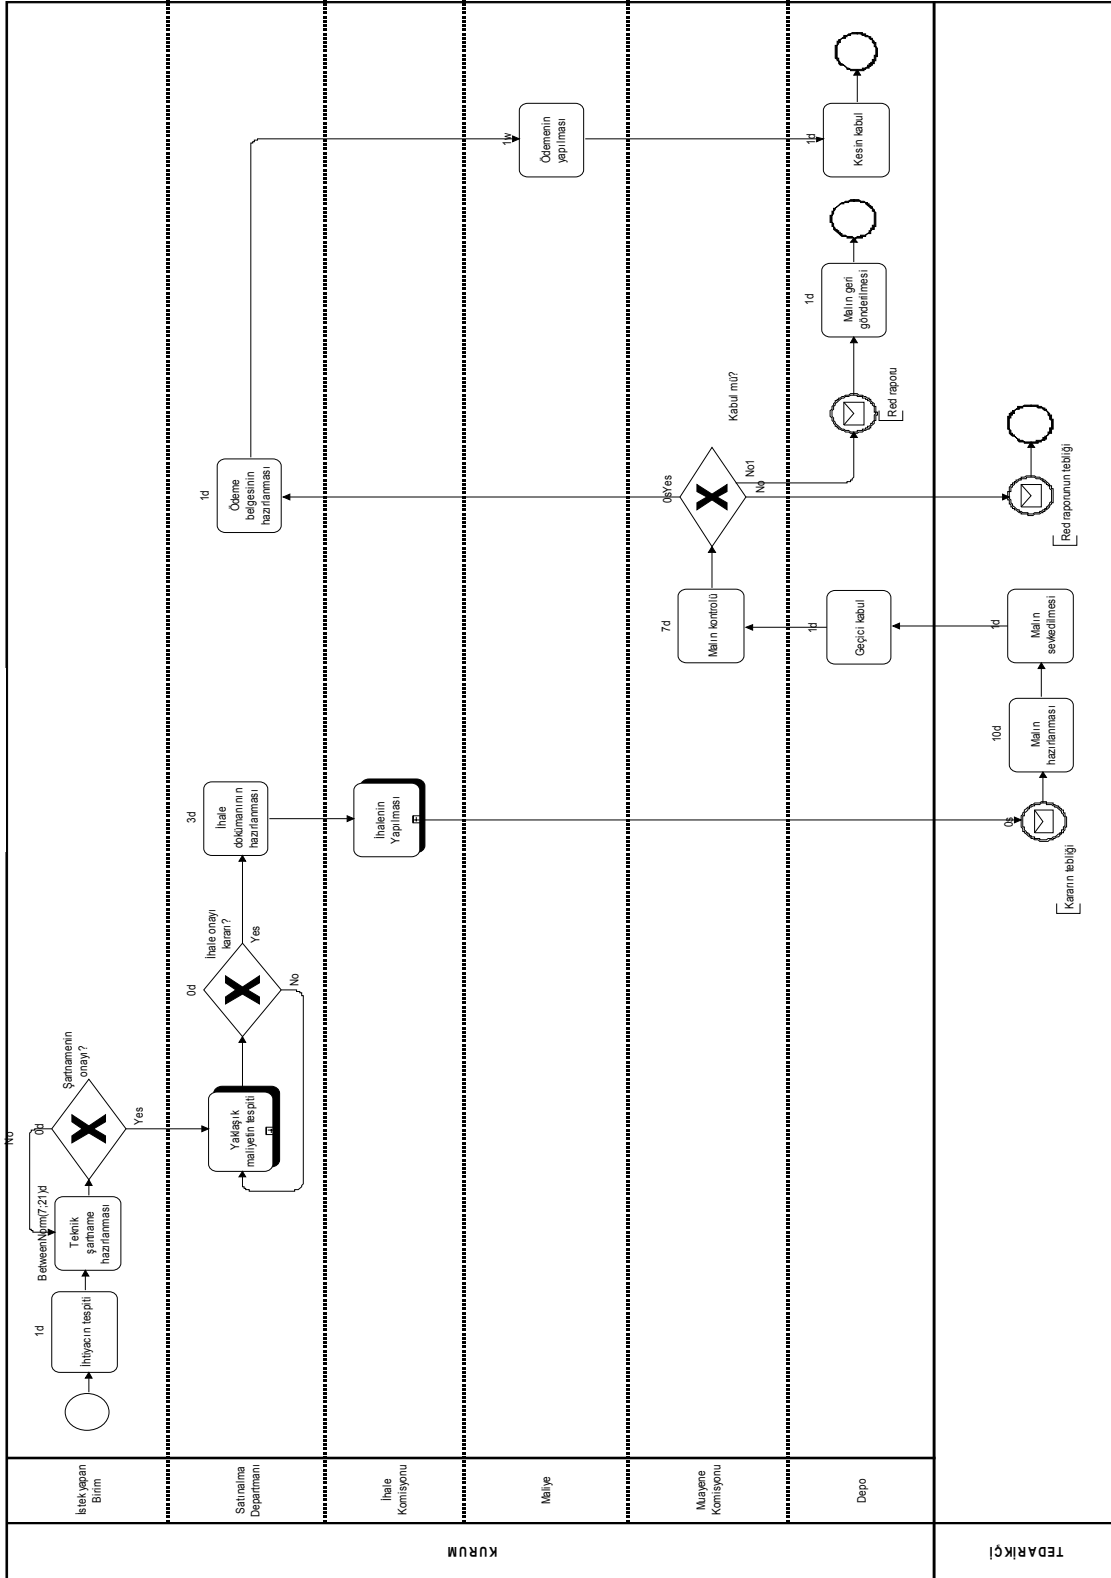 KURUM
TEDARİKÇİ
İstek yapan
Birim
Satınalma
Departmanı
İhale
Komisyonu
Maliye
Muayene
Komisyonu
Depo
1d
İhtiyacın tespiti
BetweenNorm(7;21)d
Teknik
şartname
hazırlanması
No
0d
Şartnamenin
onayı?
Yes
Yaklaşık
maliyetin tespiti
0d
İhale onayı
kararı?
No
Yes
3d
İhale
dokümanının
hazırlanması
İhalenin
Yapılması
0s
Kararın tebliği
10d
Malın
hazırlanması
1d
Malın
sevkedilmesi
1d
Geçici kabul
7d
Malın kontrolü
Kabul mü?
0sYes
No1
No
Red raporunun tebliği
Red raporu
1d
Malın geri
gönderilmesi
1d
Ödeme
belgesinin
hazırlanması
1w
Ödemenin
yapılması
1d
Kesin kabul